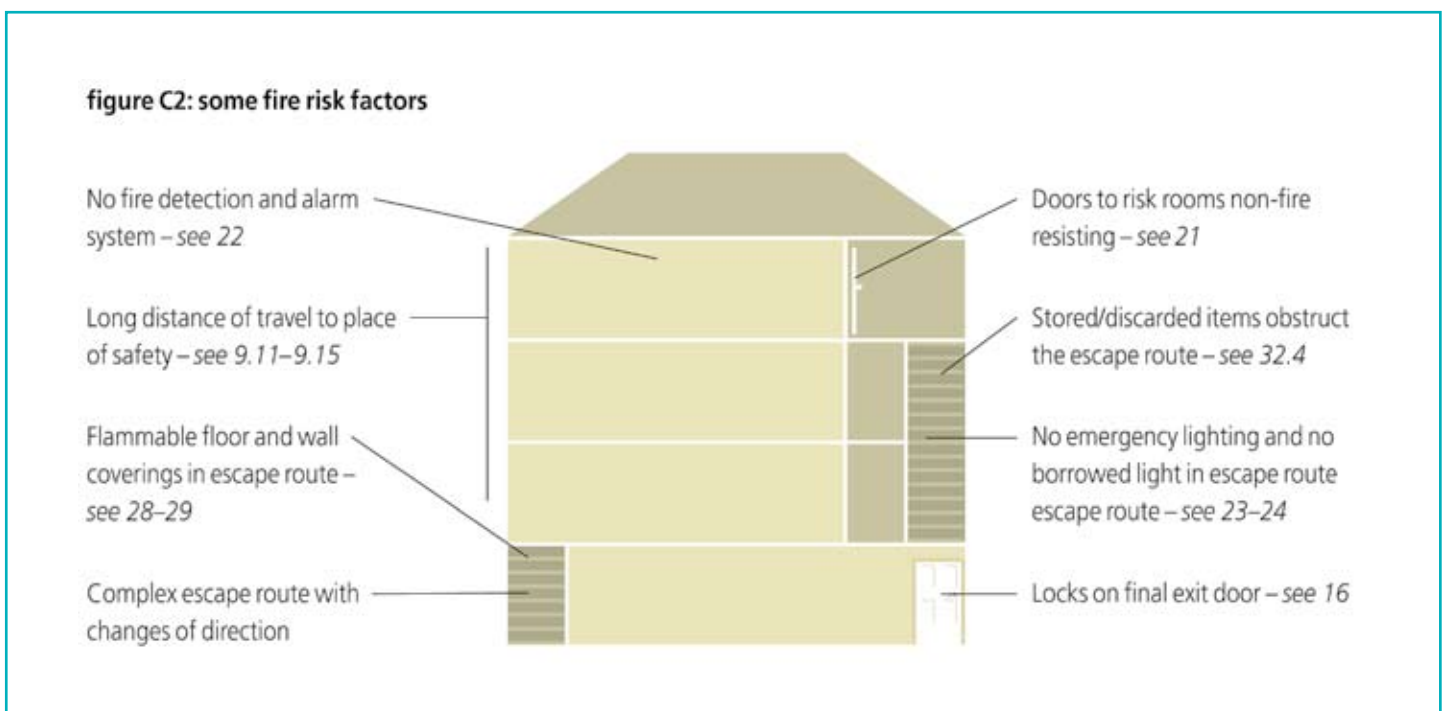 figure C2: some fire risk factors
No fire detection and alarm
system – see 22
Long distance of travel to place
of safety – see 9.11–9.15
Flammable floor and wall
coverings in escape route –
see 28–29
Complex escape route with
changes of direction
Doors to risk rooms non-fire
resisting – see 21
Stored/discarded items obstruct
the escape route – see 32.4
No emergency lighting and no
borrowed light in escape route
escape route – see 23–24
Locks on final exit door – see 16